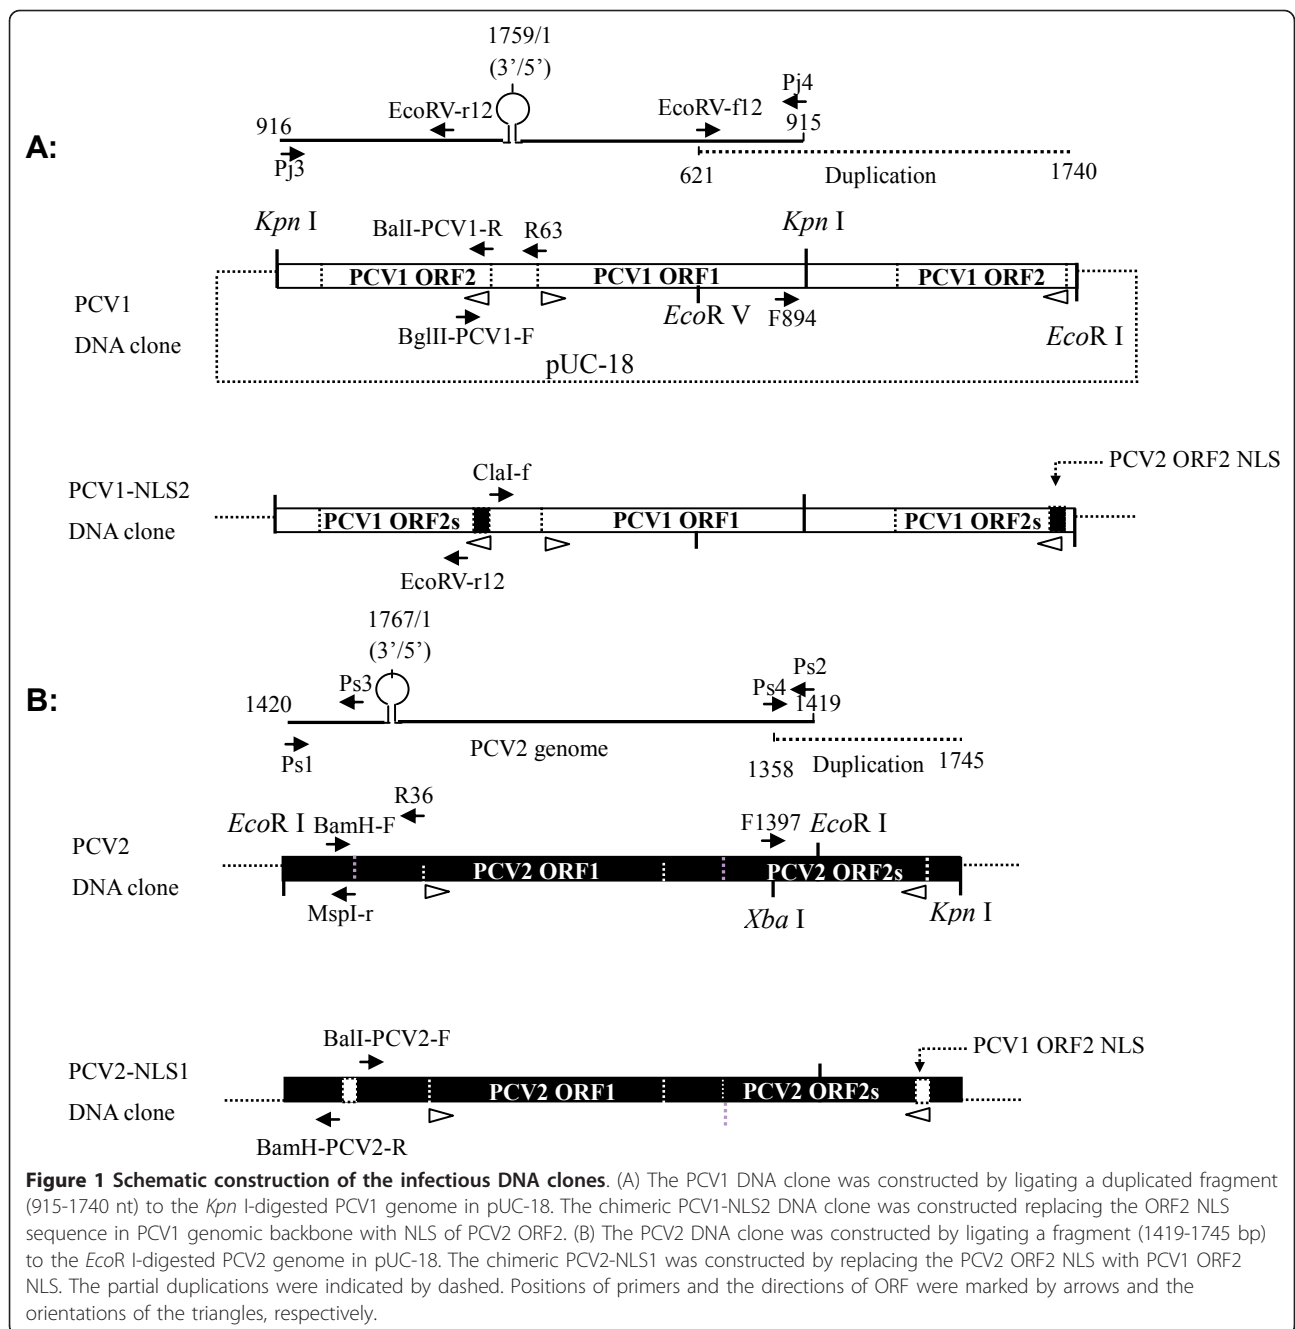 1759/1
(3’/5’)
Pj4
EcoRV-r12
EcoRV-f12
916
915
A:
Pj3
621
Duplication
1740
Kpn I
Kpn I
BalI-PCV1-R
R63
PCV1 ORF2
PCV1 ORF1
PCV1 ORF2
PCV1
DNA clone
EcoR V
F894
BglII-PCV1-F
EcoR I
pUC-18
PCV2 ORF2 NLS
ClaI-f
PCV1-NLS2
DNA clone
PCV1 ORF2s
PCV1 ORF1
PCV1 ORF2s
EcoRV-r12
1767/1
(3’/5’)
Ps2
Ps3
Ps4
B:
1420
1419
PCV2 genome
Ps1
1358
Duplication
1745
R36
EcoR I
BamH-F
F1397
EcoR I
PCV2
DNA clone
PCV2 ORF1
PCV2 ORF2s
MspI-r
Xba I
Kpn I
BalI-PCV2-F
PCV1 ORF2 NLS
PCV2-NLS1
DNA clone
PCV2 ORF1
PCV2 ORF2s
BamH-PCV2-R
Figure 1 Schematic construction of the infectious DNA clones. (A) The PCV1 DNA clone was constructed by ligating a duplicated fragment
(915-1740 nt) to the Kpn I-digested PCV1 genome in pUC-18. The chimeric PCV1-NLS2 DNA clone was constructed replacing the ORF2 NLS
sequence in PCV1 genomic backbone with NLS of PCV2 ORF2. (B) The PCV2 DNA clone was constructed by ligating a fragment (1419-1745 bp)
to the EcoR I-digested PCV2 genome in pUC-18. The chimeric PCV2-NLS1 was constructed by replacing the PCV2 ORF2 NLS with PCV1 ORF2
NLS. The partial duplications were indicated by dashed. Positions of primers and the directions of ORF were marked by arrows and the
orientations of the triangles, respectively.